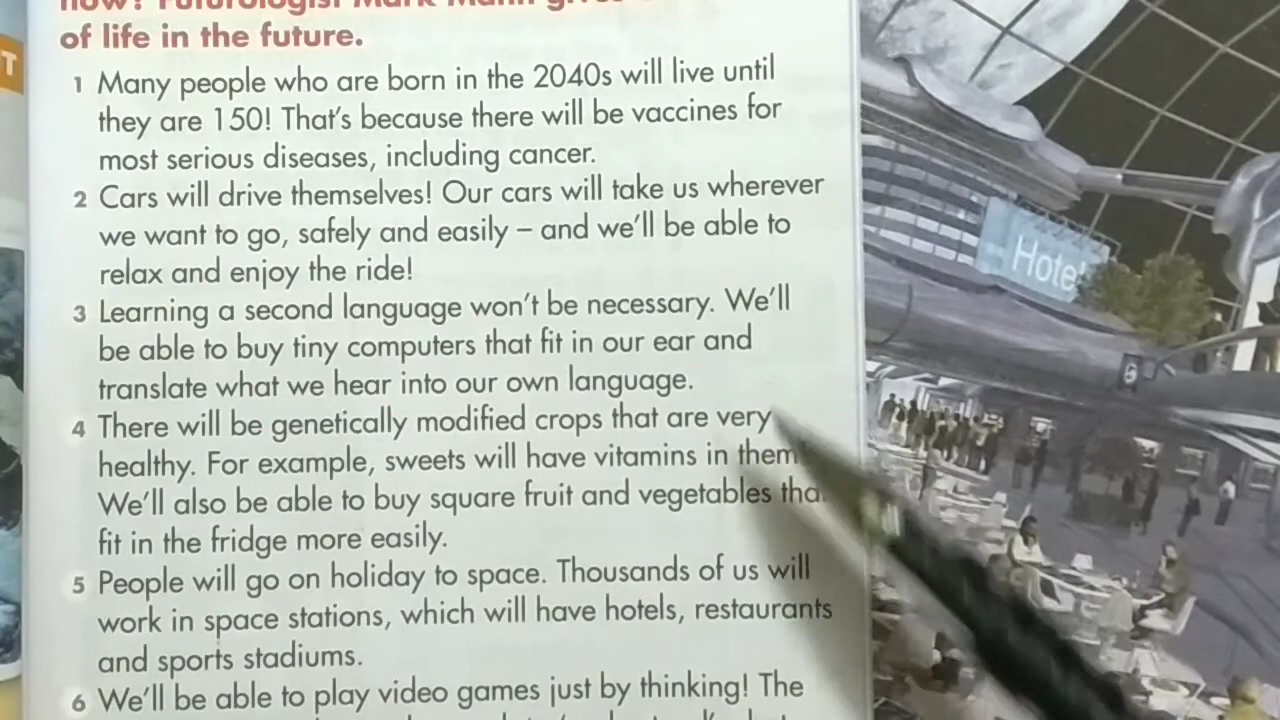 of life in the future.
1 Many people who are born in the 2040s will live until
they are 150! That's because there will be vaccines for
most serious diseases, including cancer.
2 Cars will drive themselves! Our cars will take us wherever
we want to go, safely and easily – and we'll be able to
relax and enjoy the ride!
3 Learning a second language won't be necessary. We'll
be able to buy tiny computers that fit in our ear and
translate what we hear into our own language.
4 There will be genetically modified crops that are very
healthy. For example, sweets will have vitamins in them
We'll also be able to buy square fruit and vegetables tha
fit in the fridge more easily.
5 People will go on holiday to space. Thousands of us will
work in space stations, which will have hotels, restaurants
and sports stadiums.
6 We'll be able to play video games just by thinking! The
T
Hotel
5